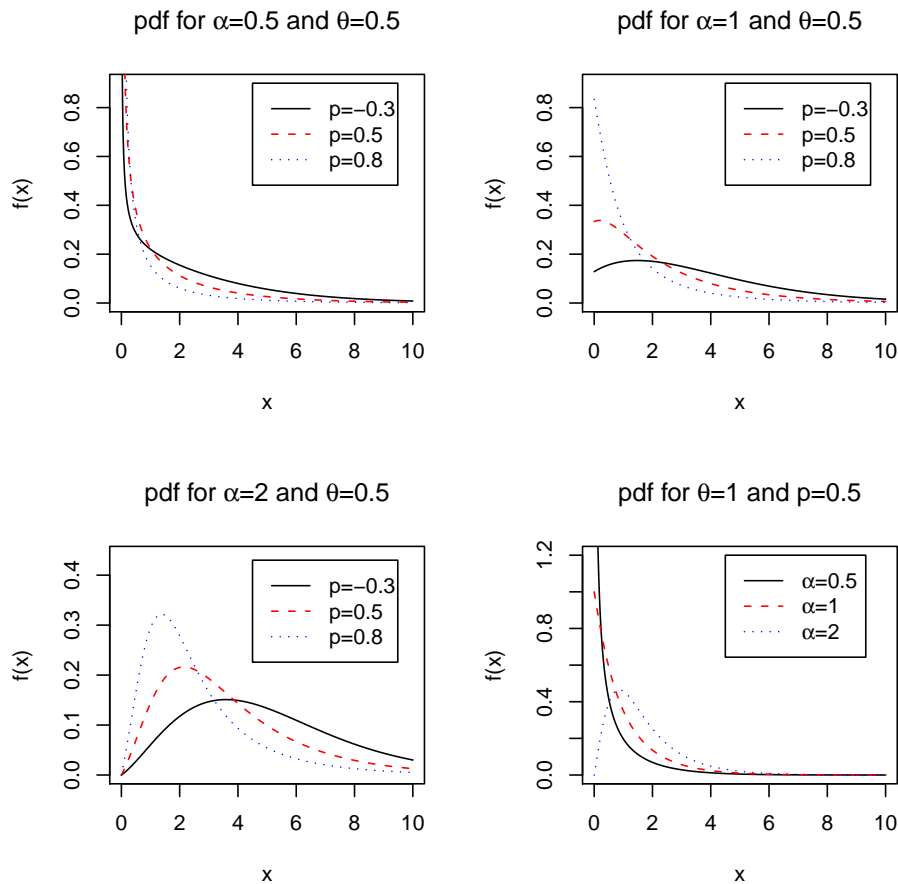 pdf for α=0.5 and θ=0.5
f(x)
0.0 0.2 0.4 0.6 0.8
p=−0.3
p=0.5
p=0.8
0 2 4 6 8 10
x
pdf for α=1 and θ=0.5
f(x)
0.0 0.2 0.4 0.6 0.8
p=−0.3
p=0.5
p=0.8
0 2 4 6 8 10
x
pdf for α=2 and θ=0.5
f(x)
0.0 0.1 0.2 0.3 0.4
p=−0.3
p=0.5
p=0.8
0 2 4 6 8 10
x
pdf for θ=1 and p=0.5
f(x)
0.0 0.4 0.8 1.2
α=0.5
α=1
α=2
0 2 4 6 8 10
x